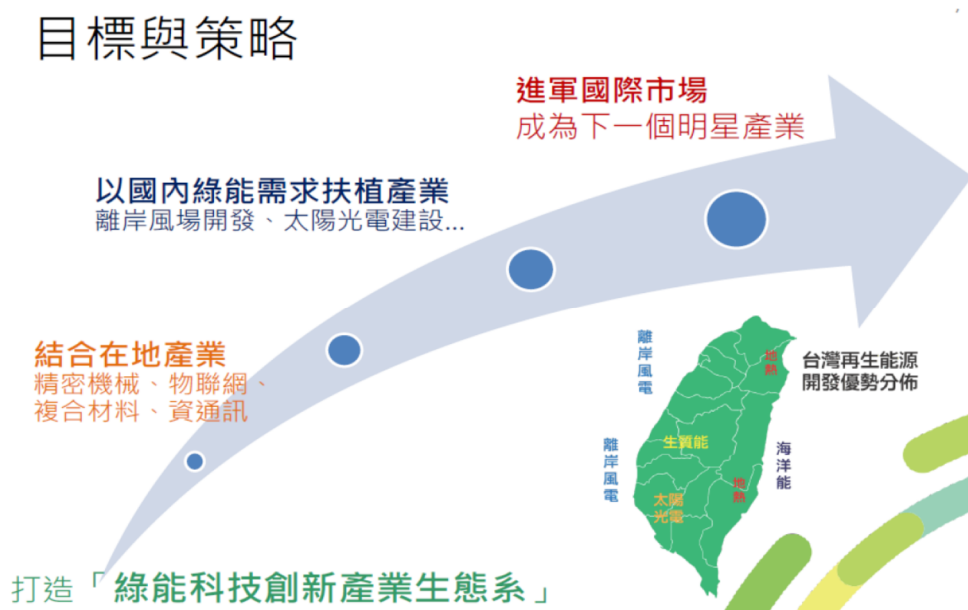 目標與策略
進軍國際市場
成為下一個明星產業
以國內綠能需求扶植產業
離岸風場開發、太陽光電建設...
結合在地產業
精密機械、物聯網、
複合材料、資通訊
離岸風電
地熱
台灣再生能源
開發優勢分佈
離岸風電
生質能
海洋能
地熱
太陽
光電
打造「綠能科技創新產業生態系」